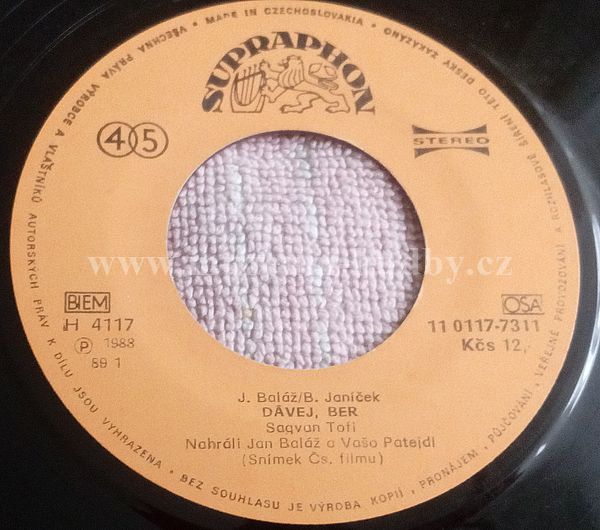 VŠECHNA PRÁVA VÝROBCE A VLASTNÍKŮ AUTORSKÝCH PRÁV K DÍLU JSOU VYHRAZENA • BEZ SOUHLASU JE VÝROBA KOPIÍ, PRONÁJEM, PŮJČOVÁNÍ, VEŘEJNÉ PROVOZOVÁNÍ A ROZHLASOVÉ ŠÍŘENÍ TÉTO DESKY ZAKÁZÁNY • MADE IN CZECHOSLOVAKIA •
SUPRAPHON
45
STEREO
BIEM
OSA
H 4117
11 0117-7311
Ⓟ 1988
Kčs 12,-
89 1
J. Baláž/B. Janíček
DÁVEJ, BER
Sagvan Tofi
Nahráli Jan Baláž a Vašo Patejdl
(Snímek Čs. filmu)